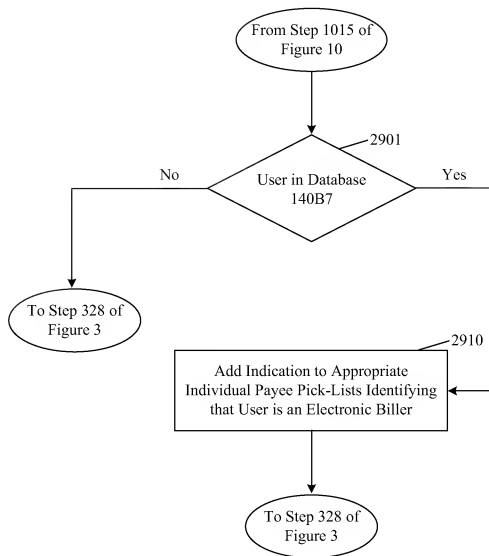 From Step 1015 of
Figure 10
2901
No
User in Database
140B7
Yes
To Step 328 of
Figure 3
2910
Add Indication to Appropriate
Individual Payee Pick-Lists Identifying
that User is an Electronic Biller
To Step 328 of
Figure 3